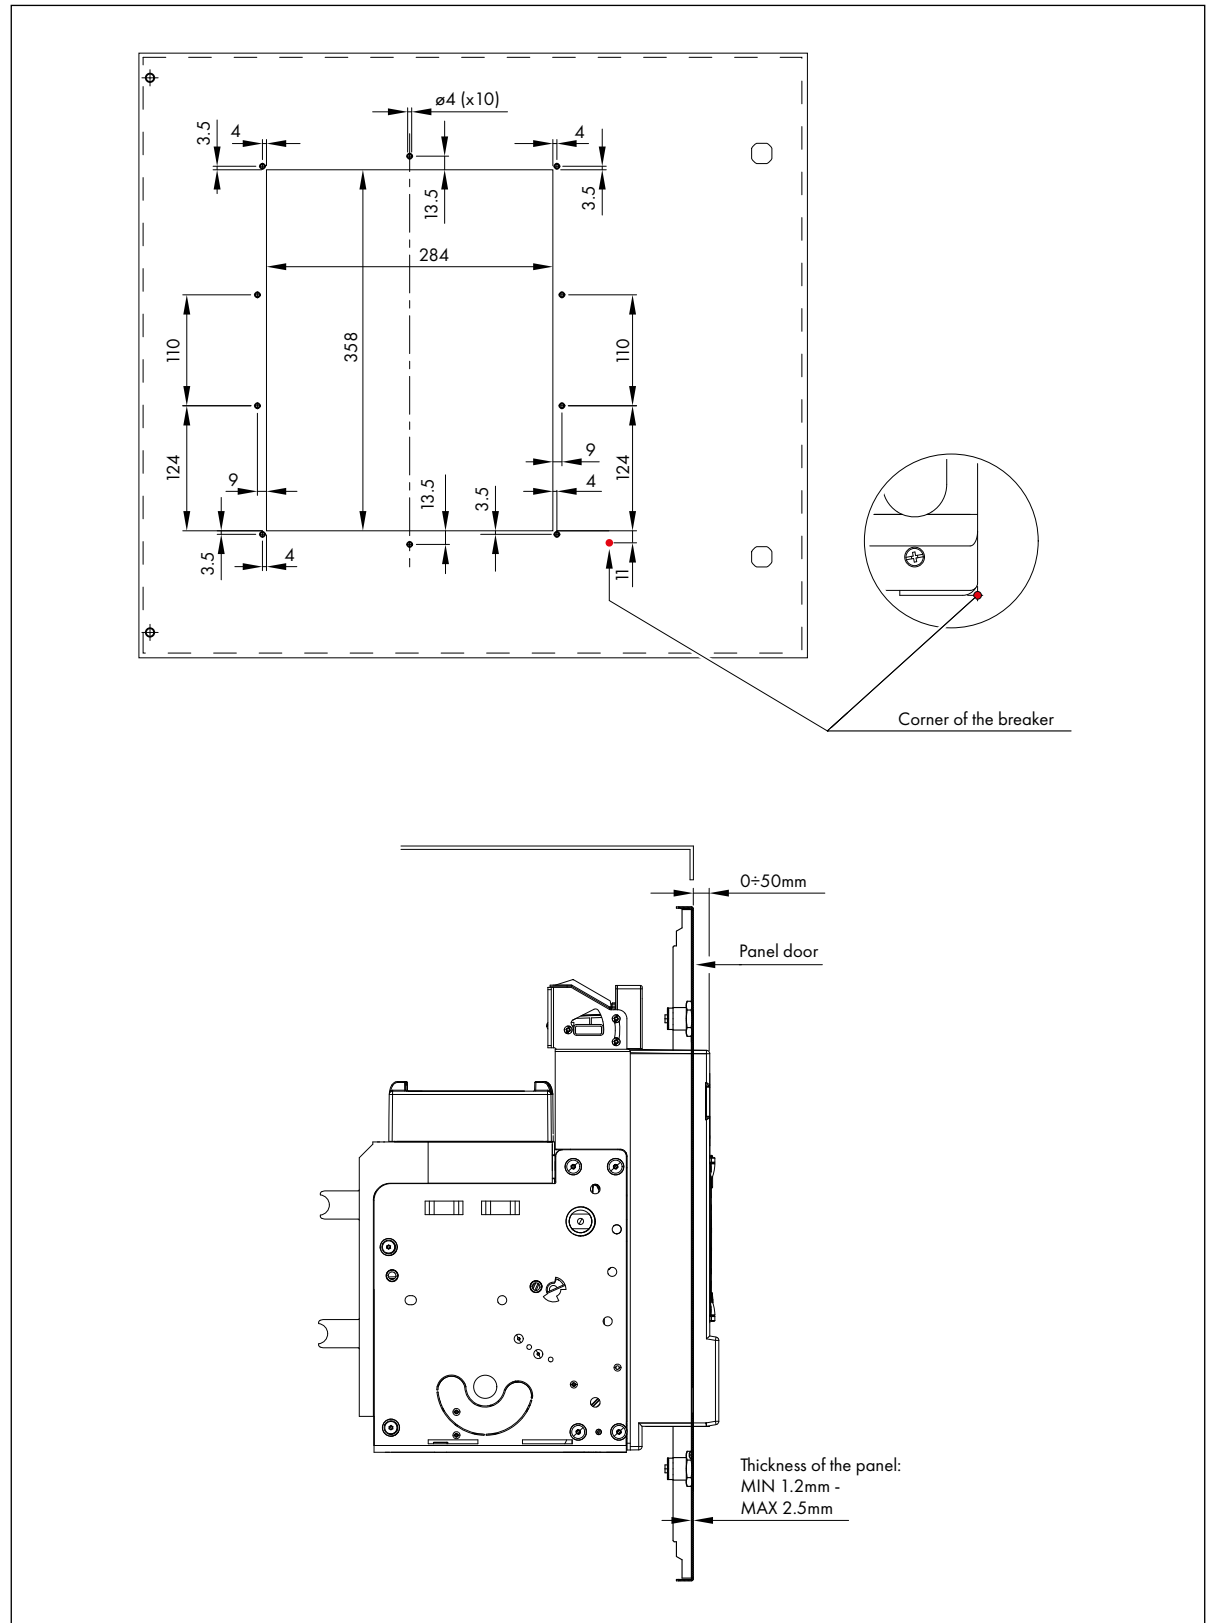 ø4 (x10)
3.5
4
4
13.5
3.5
284
110
358
110
124
9
124
9
13.5
3.5
4
3.5
4
11
Corner of the breaker
0÷50mm
Panel door
Thickness of the panel:
MIN 1.2mm -
MAX 2.5mm